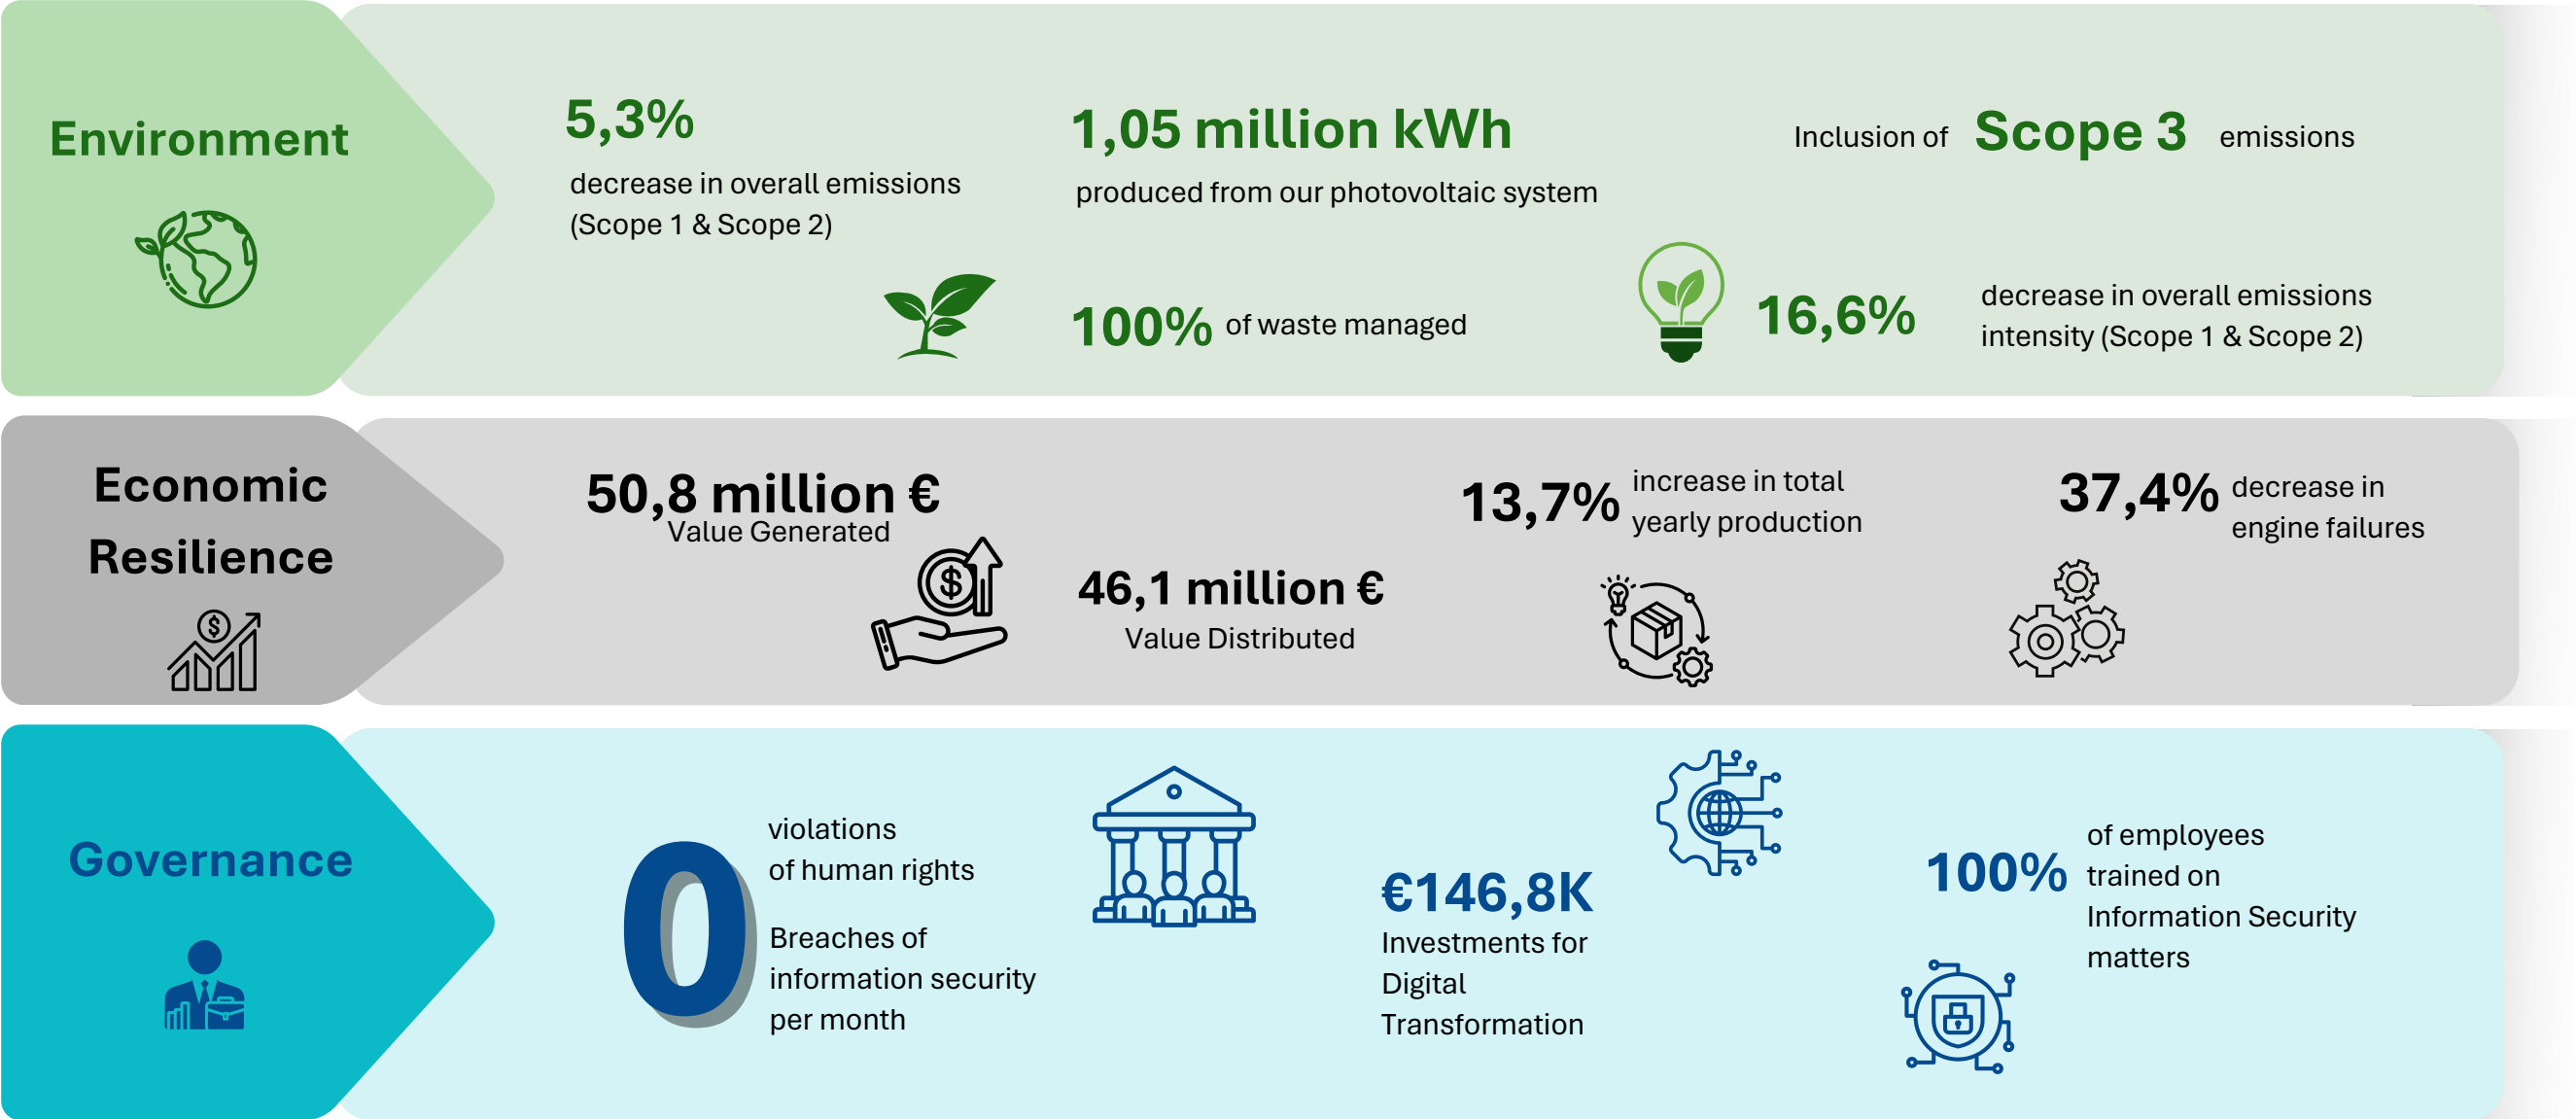 Environment
5,3%
decrease in overall emissions
(Scope 1 & Scope 2)
1,05 million kWh
produced from our photovoltaic system
Inclusion of Scope 3 emissions
100% of waste managed
16,6%
decrease in overall emissions
intensity (Scope 1 & Scope 2)
Economic
Resilience
50,8 million €
Value Generated
46,1 million €
Value Distributed
13,7%
increase in total
yearly production
37,4%
decrease in
engine failures
Governance
0
violations
of human rights
Breaches of
information security
per month
€146,8K
Investments for
Digital
Transformation
100%
of employees
trained on
Information Security
matters